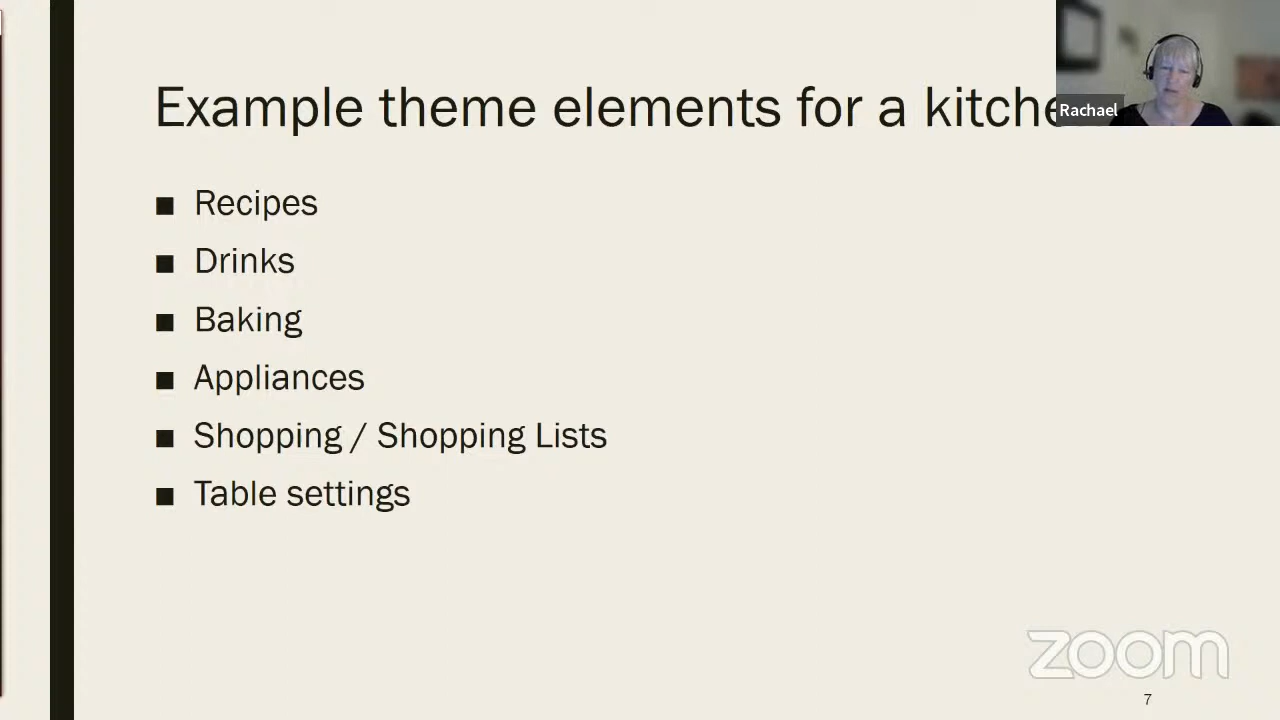 Example theme elements for a kitche
Rachael
■ Recipes
■ Drinks
■ Baking
■ Appliances
■ Shopping / Shopping Lists
■ Table settings
zoom
7